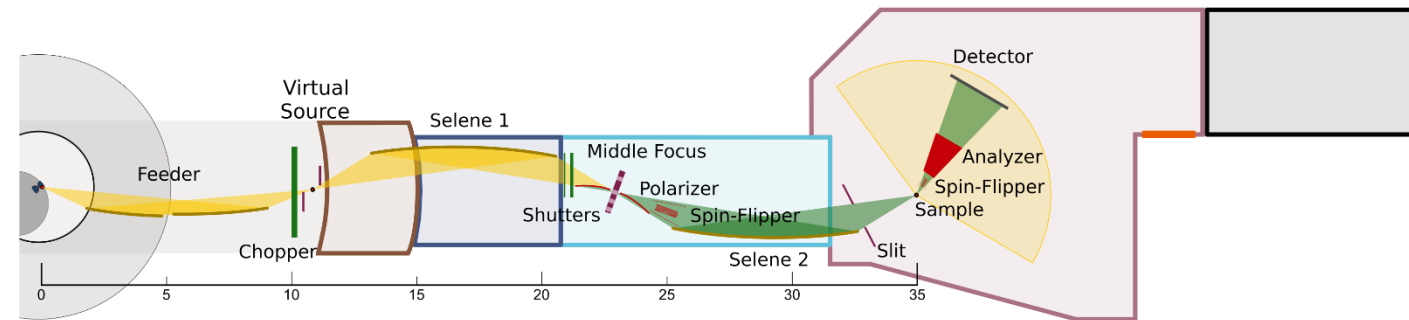 Detector
Virtual
Source
Selene 1
Middle Focus
Analyzer
Feeder
Polarizer
Spin-Flipper
Sample
Shutters
Spin-Flipper
Chopper
Slit
Selene 2
0
5
10
15
20
25
30
35